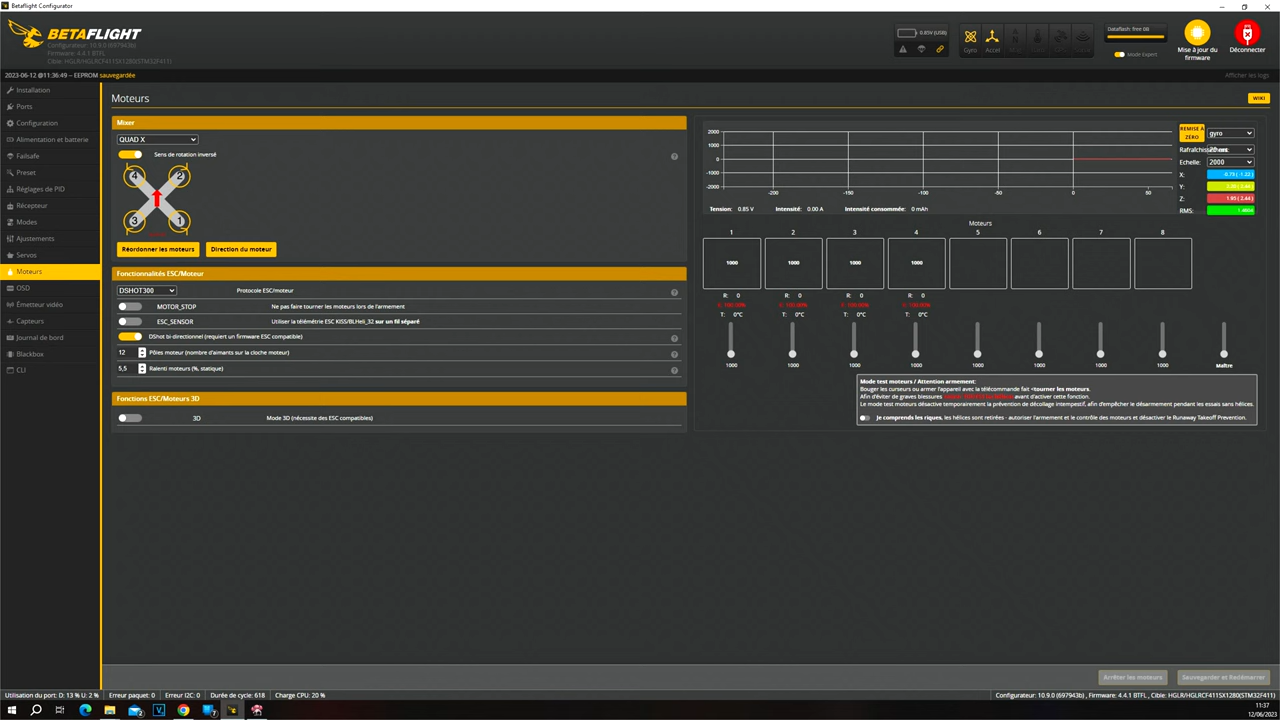 Betaflight Configurator
BETAFLIGHT
Configurateur: 10.9.0 (697943b)
Firmware: 4.4.1 BTFL
Cible: HGLR/HGLRCF411SX1280(STM32F411)
0.85V (USB)
Gyro
Accel
Dataflash: free 0B
Mode Expert
Mise à jour du firmware
Déconnecter
2023-06-12 @11:36:49 -- EEPROM sauvegardée
Afficher les logs
Installation
Ports
Configuration
Alimentation et batterie
Failsafe
Preset
Réglages de PID
Récepteur
Modes
Ajustements
Servos
Moteurs
OSD
Émetteur vidéo
Capteurs
Journal de bord
Blackbox
CLI
Moteurs
WIKI
Mixer
QUAD X
Sens de rotation inversé
4 2
3 1
Réordonner les moteurs
Direction du moteur
Fonctionnalités ESC/Moteur
DSHOT300 Protocole ESC/moteur
MOTOR_STOP Ne pas faire tourner les moteurs lors de l'armement
ESC_SENSOR Utiliser la télémétrie ESC KISS/BLHeli_32 sur un fil séparé
DShot bi-directionnel (requiert un firmware ESC compatible)
12 Pôles moteur (nombre d'aimants sur la cloche moteur)
5,5 Ralenti moteurs (%, statique)
Fonctions ESC/Moteurs 3D
3D Mode 3D (nécessite des ESC compatibles)
2000
1000
0
-1000
-2000
-200 -150 -100 -50 0 50
REMISE À ZÉRO
gyro
Rafraîchissement:
20 ms
Echelle: 2000
X: -0.73 (-1.22)
Y:
Z: 1.95 (2.44)
RMS:
Tension: 0.85 V Intensité: 0.00 A Intensité consommée: 0 mAh
Moteurs
1 2 3 4 5 6 7 8
1000 1000 1000 1000
R: 0 R: 0 R: 0 R: 0
T: 0°C T: 0°C T: 0°C T: 0°C
1000 1000 1000 1000 1000 1000 1000 1000 Maître
Mode test moteurs / Attention armement:
Bouger les curseurs ou armer l'appareil avec la télécommande fait <tourner les moteurs.
Afin d'éviter de graves blessures avant d'activer cette fonction.
Le mode test moteurs désactive temporairement la prévention de décollage intempestif, afin d'empêcher le désarmement pendant les essais sans hélices.
Je comprends les riques, les hélices sont retirées - autoriser l'armement et le contrôle des moteurs et désactiver le Runaway Takeoff Prevention.
Arrêter les moteurs
Sauvegarder et Redémarrer
Utilisation du port: D: 13 % U: 2 % Erreur paquet: 0 Erreur I2C: 0 Durée de cycle: 618 Charge CPU: 20 %
Configurateur: 10.9.0 (697943b) , Firmware: 4.4.1 BTFL , Cible: HGLR/HGLRCF411SX1280(STM32F411)
11:37
12/06/2023